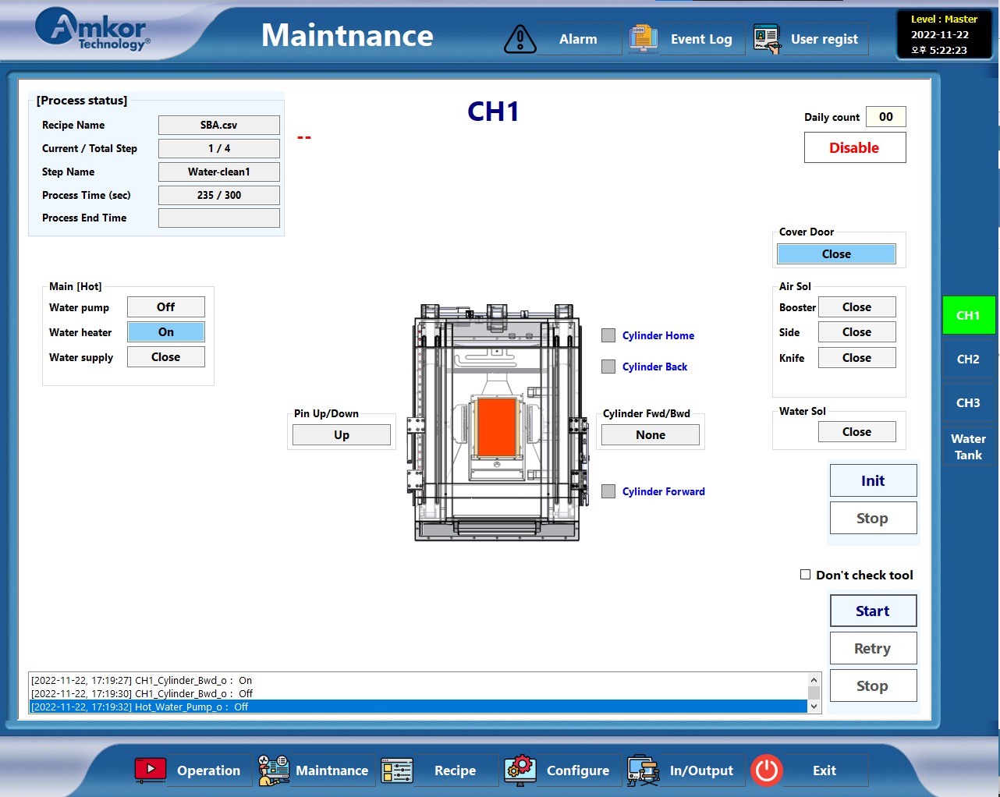 Amkor
Technology®
Maintnance
Alarm
Event Log
User regist
Level : Master
2022-11-22
오후 5:22:23
[Process status]
Recipe Name
SBA.csv
Current / Total Step
1 / 4
Step Name
Water-clean1
Process Time (sec)
235 / 300
Process End Time
--
CH1
Daily count
00
Disable
Cover Door
Close
Main [Hot]
Water pump
Off
Water heater
On
Water supply
Close
Air Sol
Booster
Close
Side
Close
Knife
Close
Water Sol
Close
Cylinder Home
Cylinder Back
Pin Up/Down
Up
Cylinder Fwd/Bwd
None
Cylinder Forward
CH1
CH2
CH3
Water
Tank
Init
Stop
Don't check tool
Start
Retry
Stop
[2022-11-22, 17:19:27] CH1_Cylinder_Bwd_o : On
[2022-11-22, 17:19:30] CH1_Cylinder_Bwd_o : Off
[2022-11-22, 17:19:32] Hot_Water_Pump_o : Off
Operation
Maintnance
Recipe
Configure
In/Output
Exit